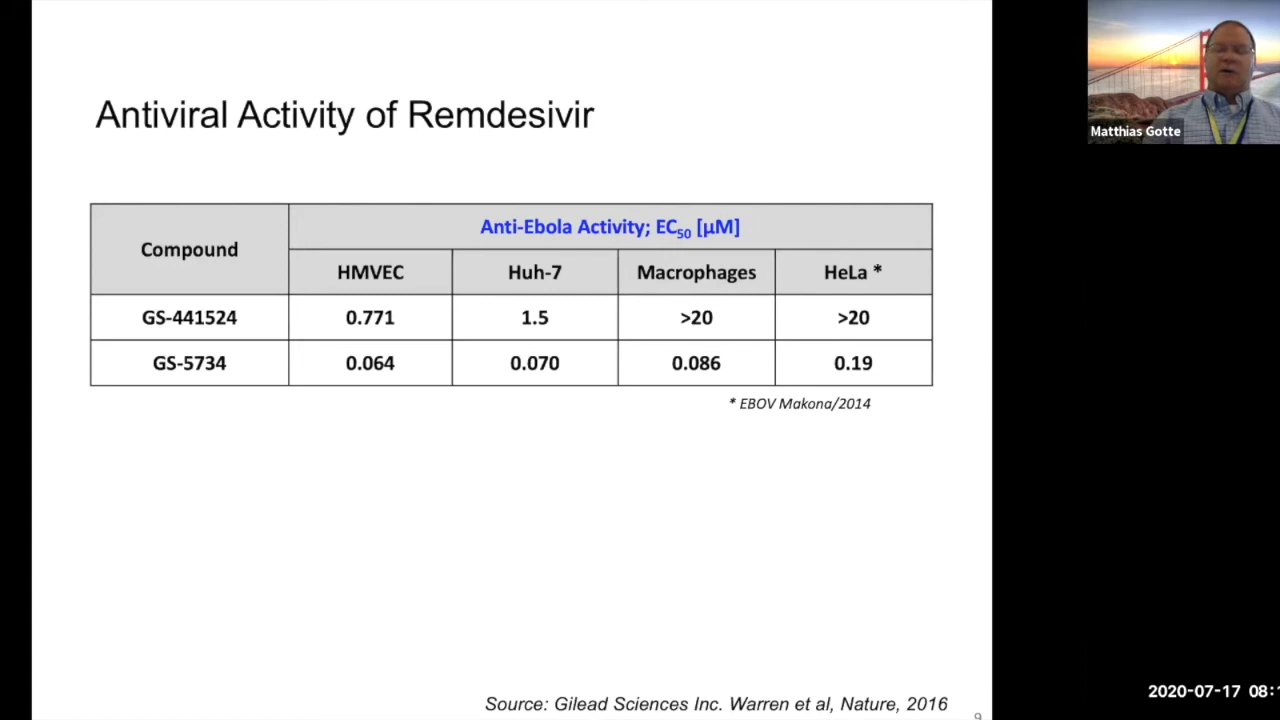 Matthias Gotte
Antiviral Activity of Remdesivir
Compound
Anti-Ebola Activity; EC50 [µM]
HMVEC Huh-7 Macrophages HeLa *
GS-441524 0.771 1.5 >20 >20
GS-5734 0.064 0.070 0.086 0.19
* EBOV Makona/2014
Source: Gilead Sciences Inc. Warren et al, Nature, 2016
9
2020-07-17